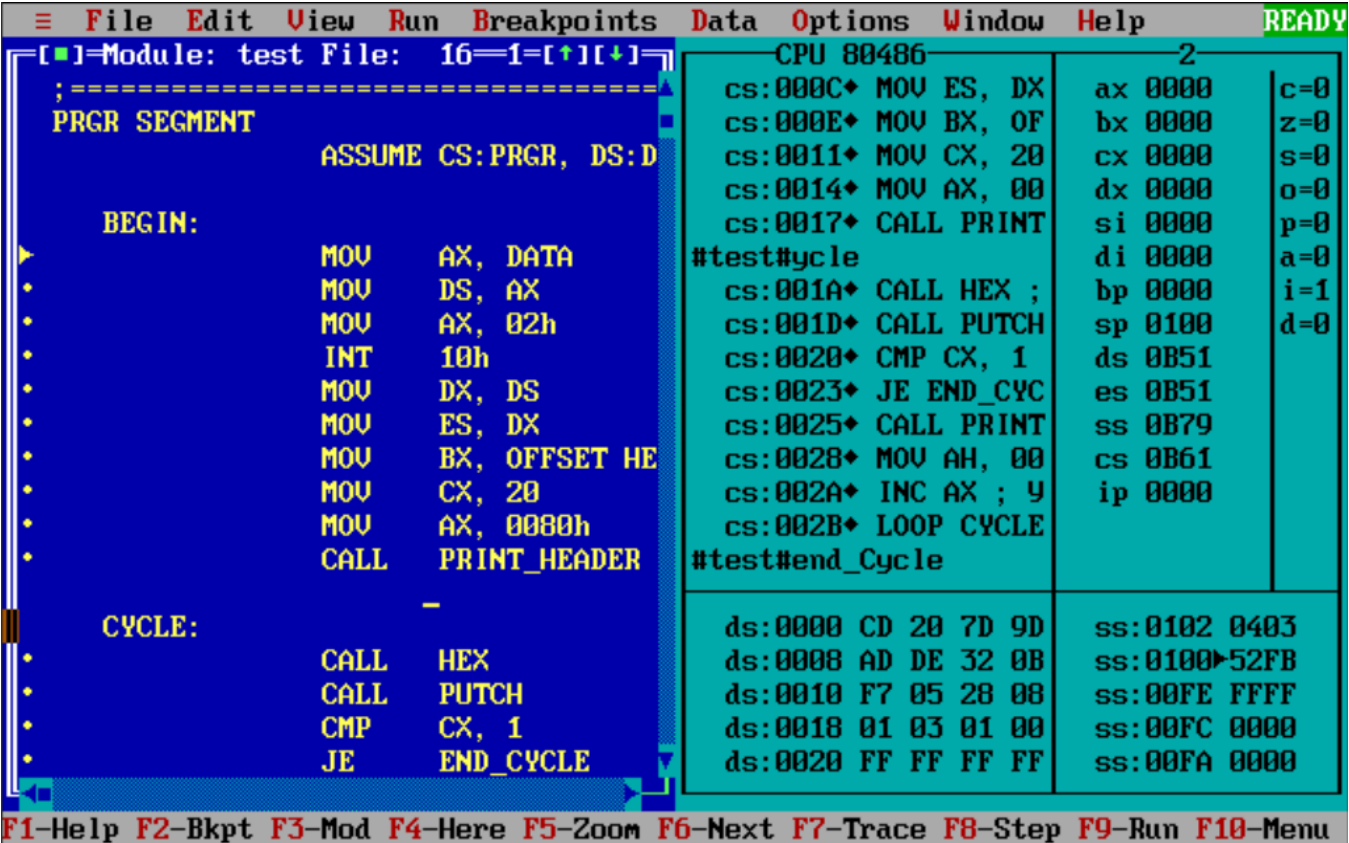 ≡ File Edit View Run Breakpoints Data Options Window Help READY
[■]=Module: test File: 16══1=[↑][↓]
;===================================
PRGR SEGMENT
ASSUME CS:PRGR, DS:D
BEGIN:
MOV AX, DATA
MOV DS, AX
MOV AX, 02h
INT 10h
MOV DX, DS
MOV ES, DX
MOV BX, OFFSET HE
MOV CX, 20
MOV AX, 0080h
CALL PRINT_HEADER
CYCLE:
CALL HEX
CALL PUTCH
CMP CX, 1
JE END_CYCLE
CPU 80486 2
cs:000C♦ MOV ES, DX
cs:000E♦ MOV BX, OF
cs:0011♦ MOV CX, 20
cs:0014♦ MOV AX, 00
cs:0017♦ CALL PRINT
#test#ycle
cs:001A♦ CALL HEX ;
cs:001D♦ CALL PUTCH
cs:0020♦ CMP CX, 1
cs:0023♦ JE END_CYC
cs:0025♦ CALL PRINT
cs:0028♦ MOV AH, 00
cs:002A♦ INC AX ; У
cs:002B♦ LOOP CYCLE
#test#end_Cycle
ax 0000 c=0
bx 0000 z=0
cx 0000 s=0
dx 0000 o=0
si 0000 p=0
di 0000 a=0
bp 0000 i=1
sp 0100 d=0
ds 0B51
es 0B51
ss 0B79
cs 0B61
ip 0000
ds:0000 CD 20 7D 9D
ds:0008 AD DE 32 0B
ds:0010 F7 05 28 08
ds:0018 01 03 01 00
ds:0020 FF FF FF FF
ss:0102 0403
ss:0100►52FB
ss:00FE FFFF
ss:00FC 0000
ss:00FA 0000
F1-Help F2-Bkpt F3-Mod F4-Here F5-Zoom F6-Next F7-Trace F8-Step F9-Run F10-Menu